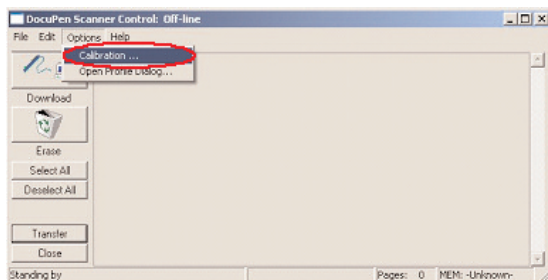 DocuPen Scanner Control: Off-line
File Edit Options Help
Calibration ...
Open Profile Dialog...
Download
Erase
Select All
Deselect All
Transfer
Close
Standing by Pages: 0 MEM: -Unknown-